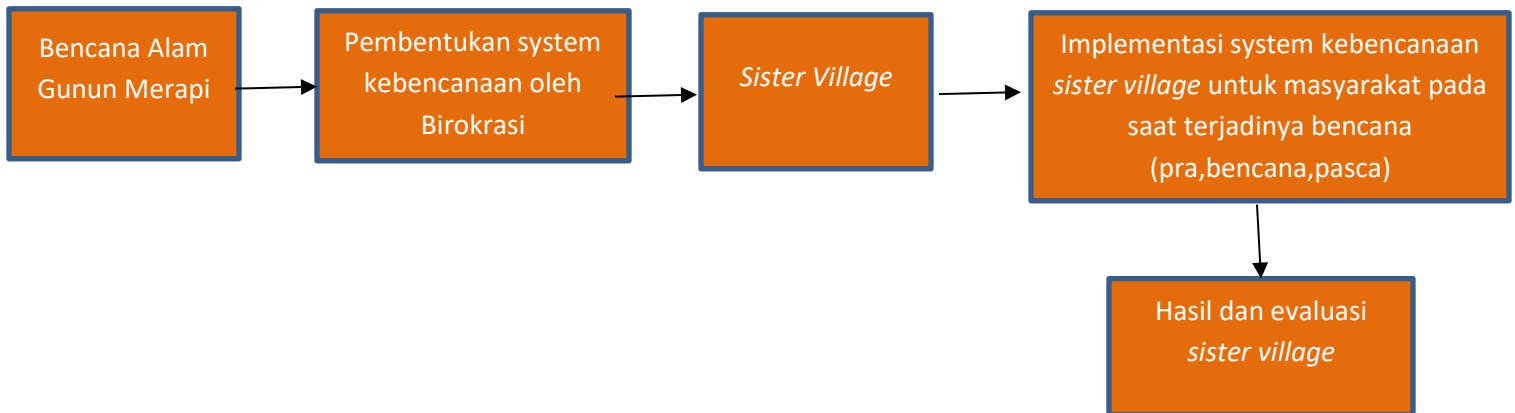 Bencana Alam
Gunun Merapi
Pembentukan system
kebencanaan oleh
Birokrasi
Sister Village
Implementasi system kebencanaan
sister village untuk masyarakat pada
saat terjadinya bencana
(pra,bencana,pasca)
Hasil dan evaluasi
sister village